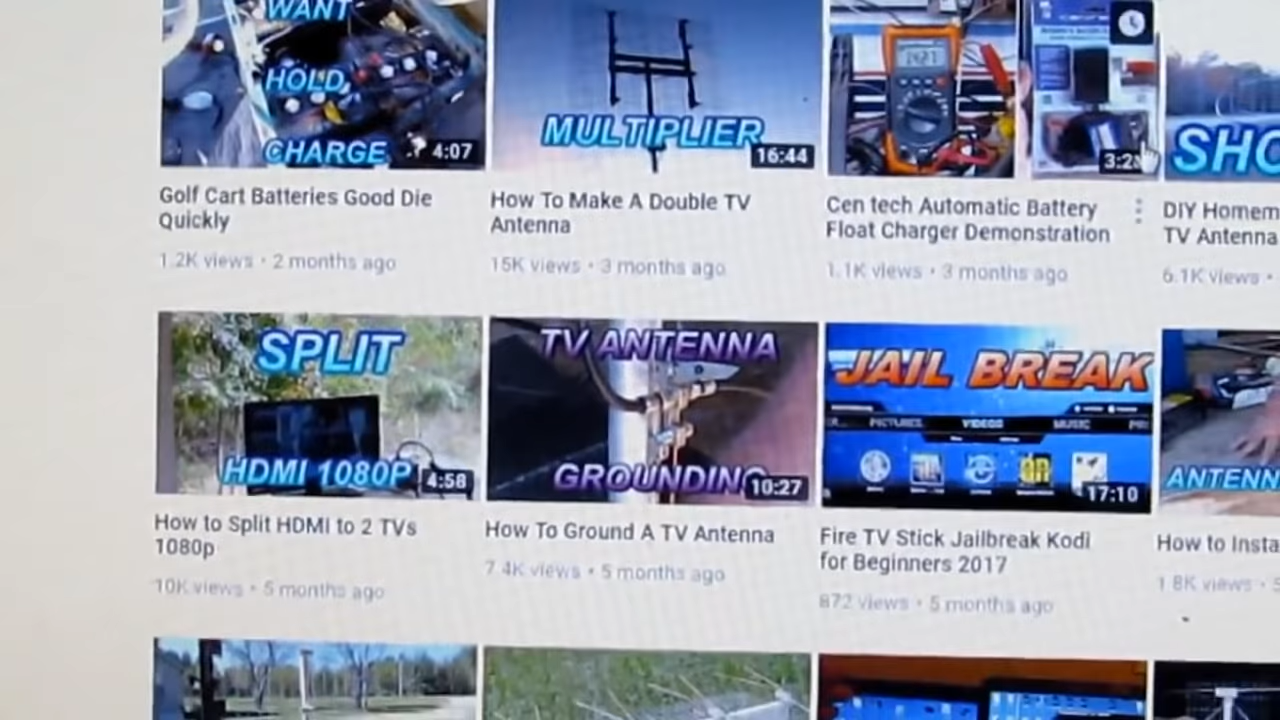 WANT
HOLD
CHARGE
4:07
MULTIPLIER
16:44
SHO
Golf Cart Batteries Good Die
Quickly
1.2K views • 2 months ago
How To Make A Double TV
Antenna
15K views • 3 months ago
Cen tech Automatic Battery
Float Charger Demonstration
1.1K views • 3 months ago
DIY Homem
TV Antenna
6.1K views •
SPLIT
HDMI 1080P
4:58
TV ANTENNA
GROUNDING
10:27
JAIL BREAK
PICTURES
VIDEOS
MUSIC
17:10
ANTENN
How to Split HDMI to 2 TVs
1080p
10K views • 5 months ago
How To Ground A TV Antenna
7.4K views • 5 months ago
Fire TV Stick Jailbreak Kodi
for Beginners 2017
872 views • 5 months ago
How to Insta
1.8K views •